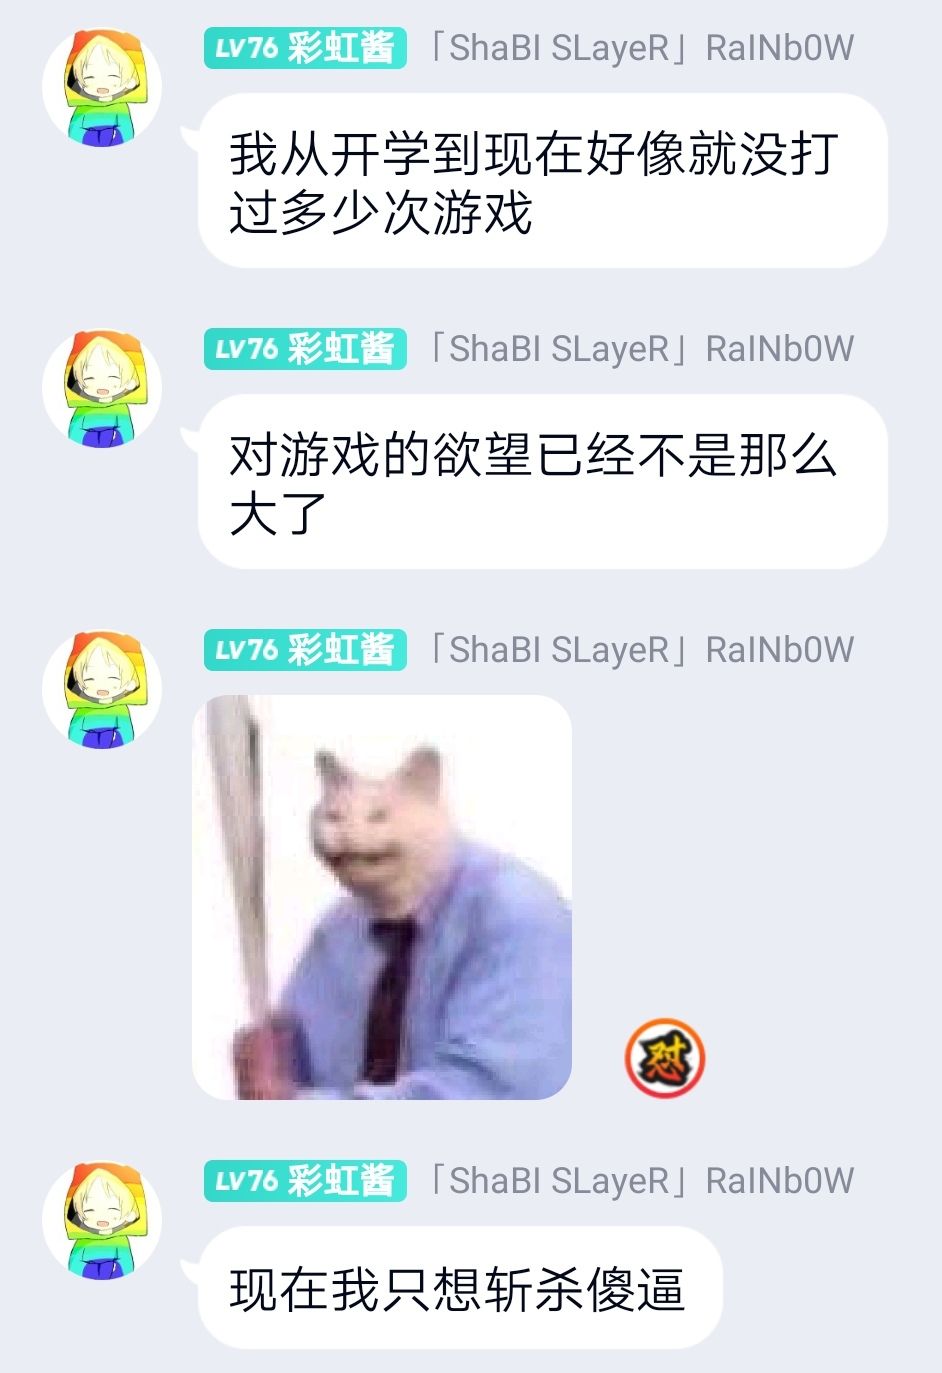 LV76 彩虹酱 「ShaBI SLayeR」RaINb0W
我从开学到现在好像就没打
过多少次游戏
LV76 彩虹酱 「ShaBI SLayeR」RaINb0W
对游戏的欲望已经不是那么
大了
LV76 彩虹酱 「ShaBI SLayeR」RaINb0W
怼
LV76 彩虹酱 「ShaBI SLayeR」RaINb0W
现在我只想斩杀傻逼